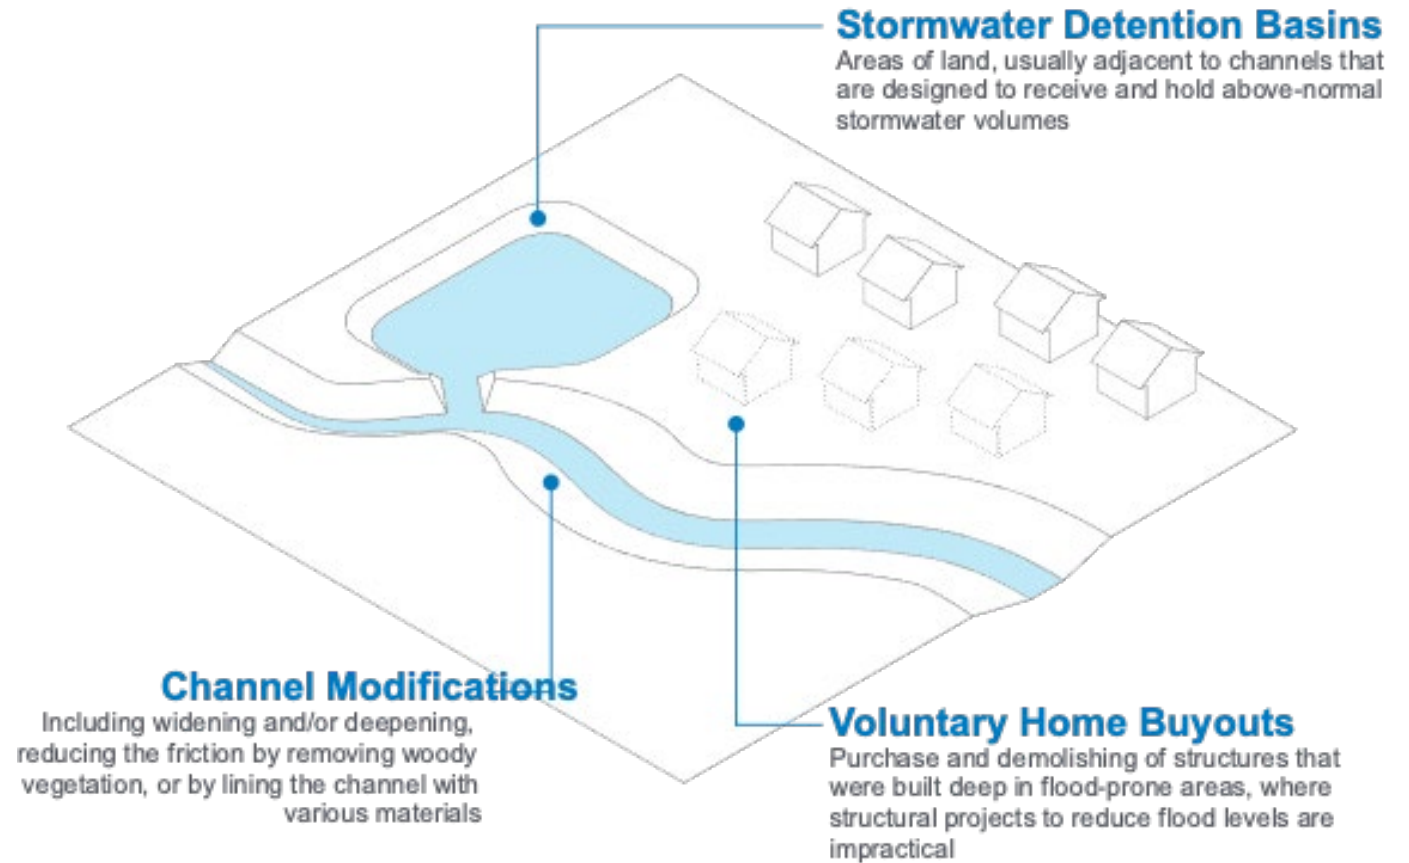 Stormwater Detention Basins
Areas of land, usually adjacent to channels that
are designed to receive and hold above-normal
stormwater volumes
Channel Modifications
Including widening and/or deepening,
reducing the friction by removing woody
vegetation, or by lining the channel with
various materials
Voluntary Home Buyouts
Purchase and demolishing of structures that
were built deep in flood-prone areas, where
structural projects to reduce flood levels are
impractical